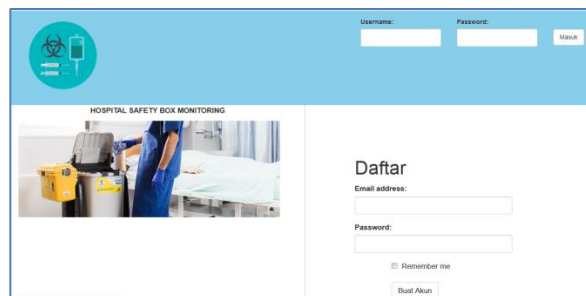 Username:
Password:
Masuk
HOSPITAL SAFETY BOX MONITORING
Daftar
Email address:
Password:
Remember me
Buat Akun